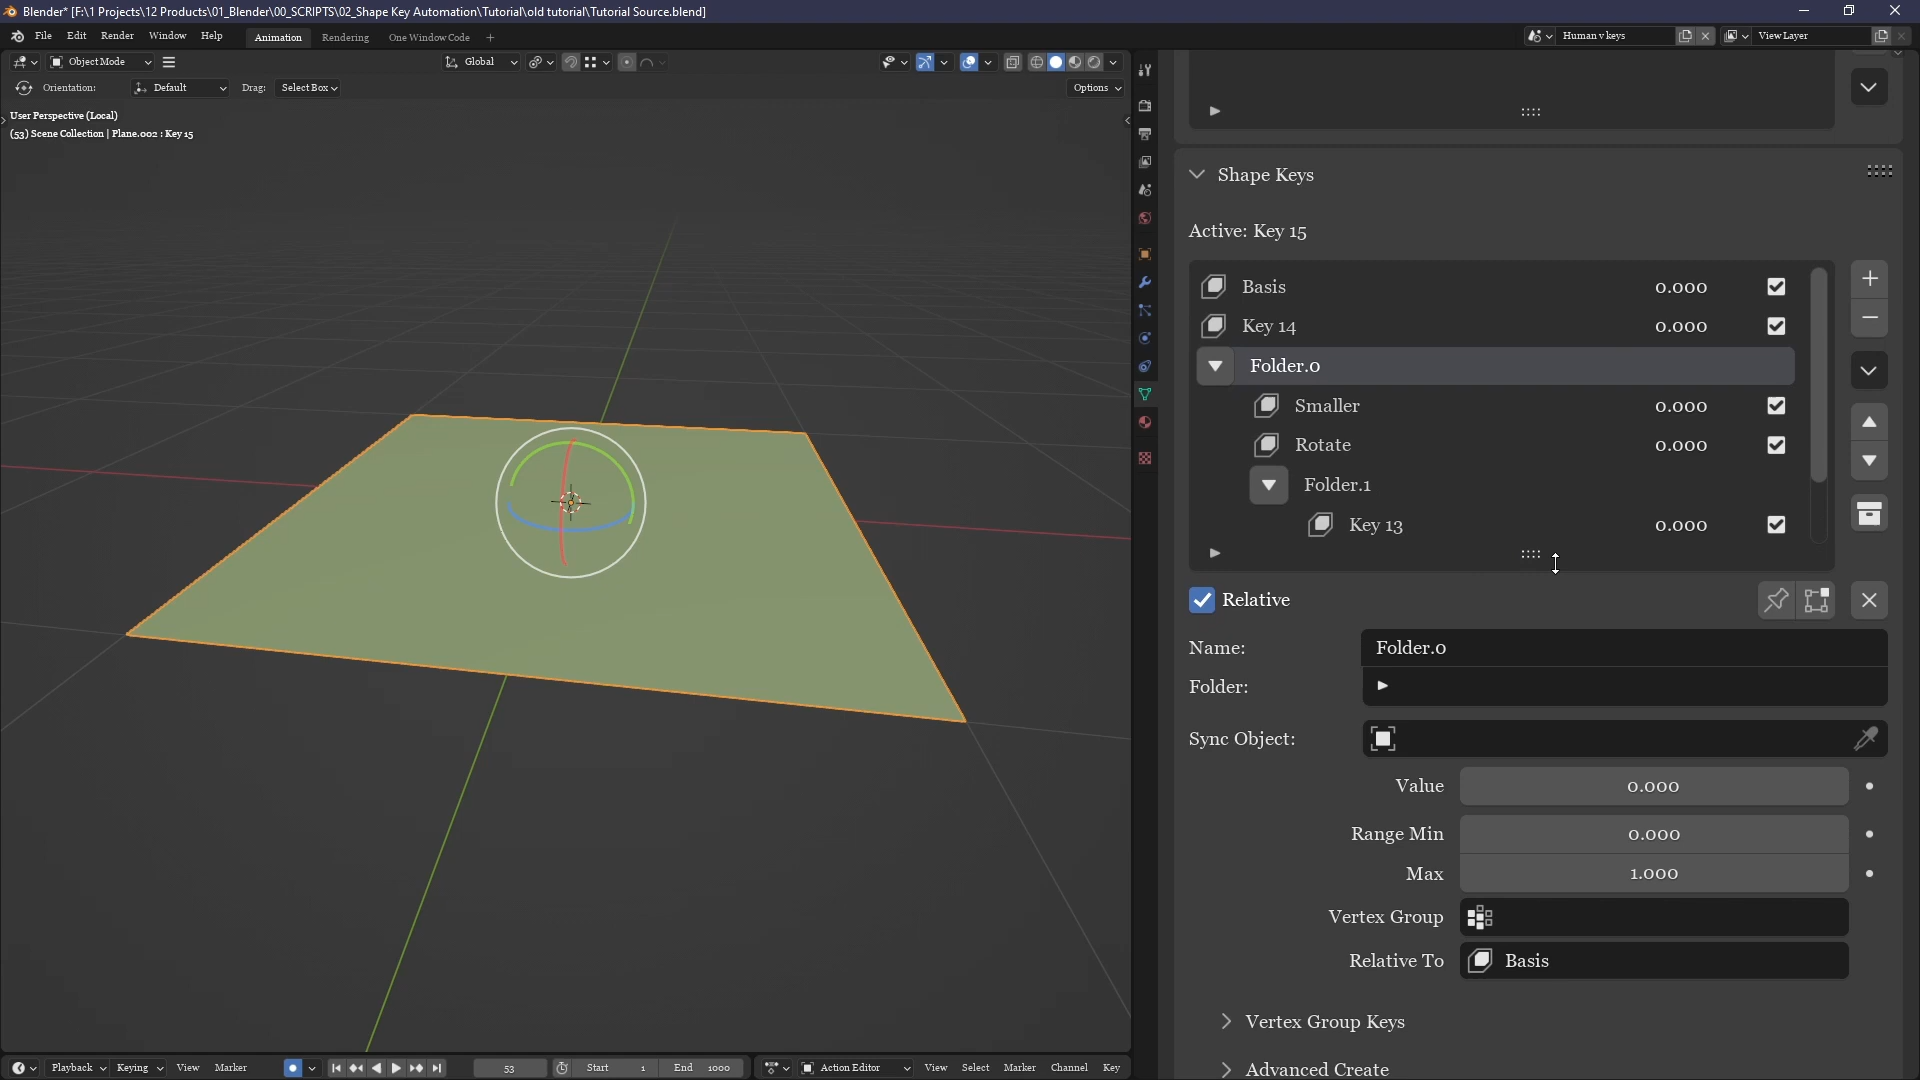 Blender* [F:\1 Projects\12 Products\01_Blender\00_SCRIPTS\02_Shape Key Automation\Tutorial\old tutorial\Tutorial Source.blend]
File Edit Render Window Help Animation Rendering One Window Code + Human v keys View Layer
Object Mode Global
Orientation: Default Drag: Select Box Options
User Perspective (Local)
(53) Scene Collection | Plane.002 : Key 15
Shape Keys
Active: Key 15
Basis 0.000
Key 14 0.000
Folder.0
Smaller 0.000
Rotate 0.000
Folder.1
Key 13 0.000
Relative
Name: Folder.0
Folder:
Sync Object:
Value 0.000
Range Min 0.000
Max 1.000
Vertex Group
Relative To Basis
Vertex Group Keys
Advanced Create
Playback Keying View Marker 53 Start 1 End 1000 Action Editor View Select Marker Channel Key